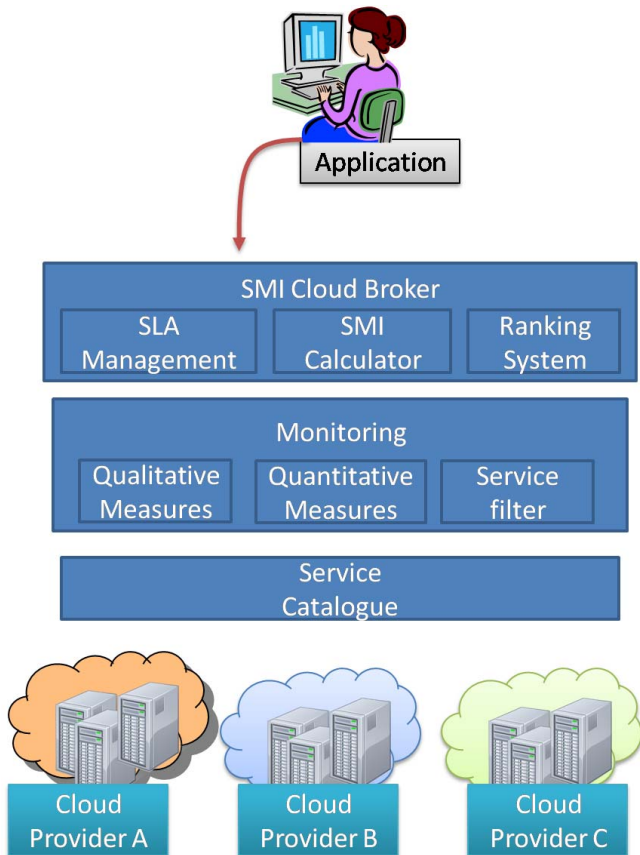 Application
SMI Cloud Broker
SLA
Management
SMI
Calculator
Ranking
System
Monitoring
Qualitative
Measures
Quantitative
Measures
Service
filter
Service
Catalogue
Cloud
Provider A
Cloud
Provider B
Cloud
Provider C